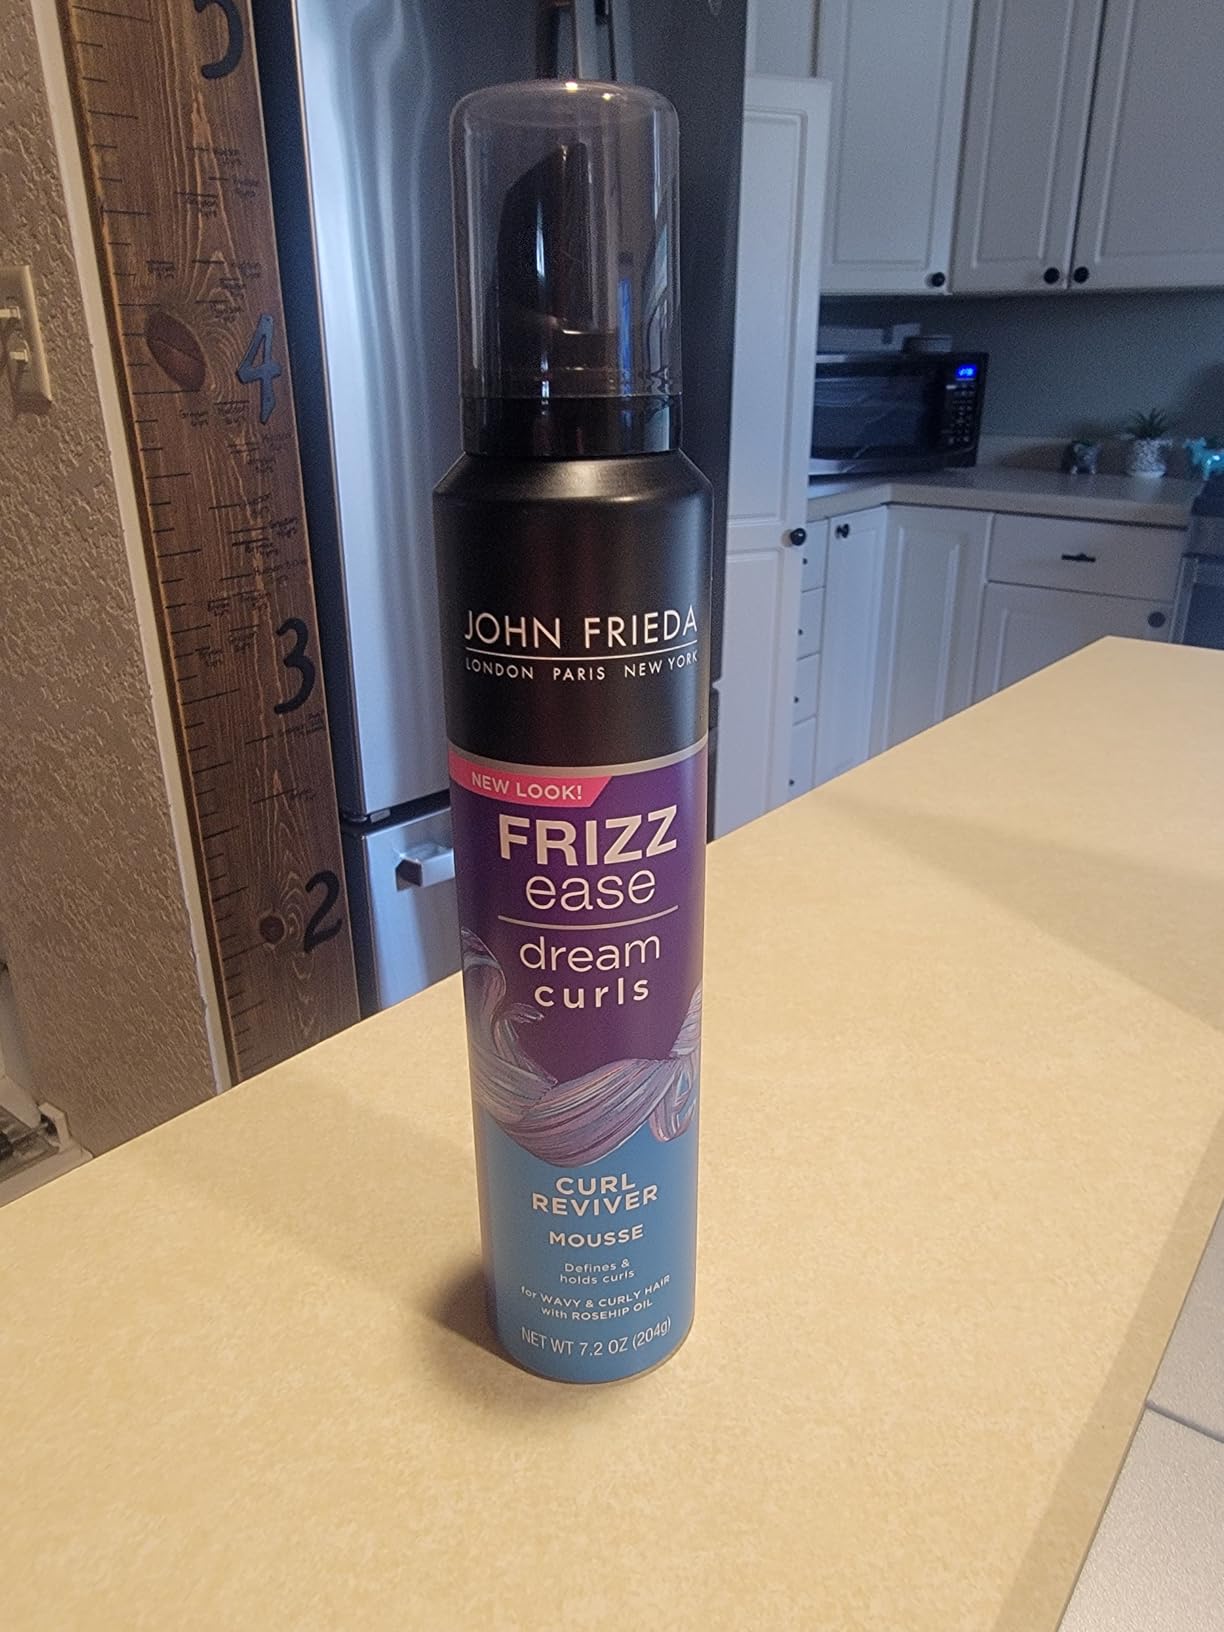 5
4
3
2
JOHN FRIEDA
LONDON PARIS NEW YORK
NEW LOOK!
FRIZZ
ease
dream
curls
CURL
REVIVER
MOUSSE
Defines &
holds curls
for WAVY & CURLY HAIR
with ROSEHIP OIL
NET WT 7.2 OZ (204g)